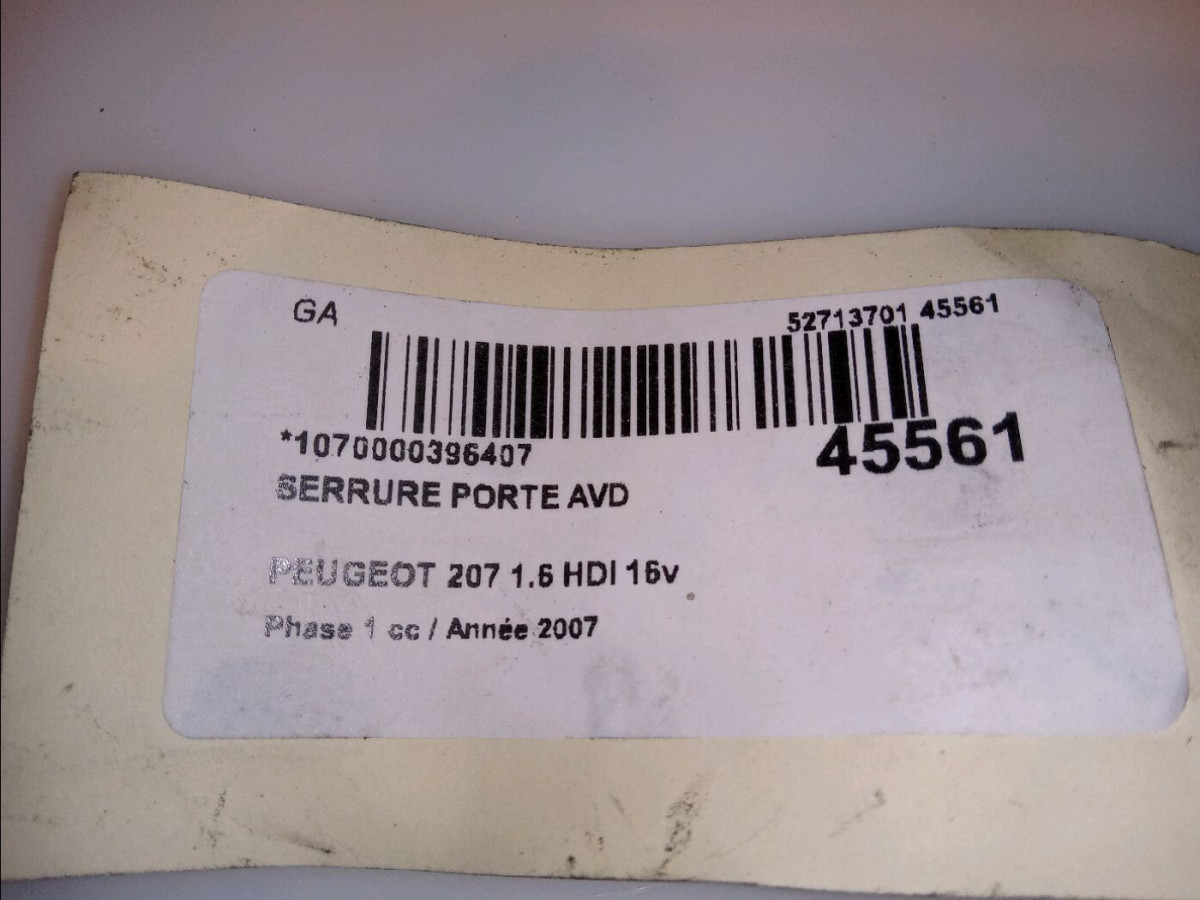 GA
52713701 45561
*1070000396407
45561
SERRURE PORTE AVD
PEUGEOT 207 1.6 HDI 16v
Phase 1 cc / Année 2007